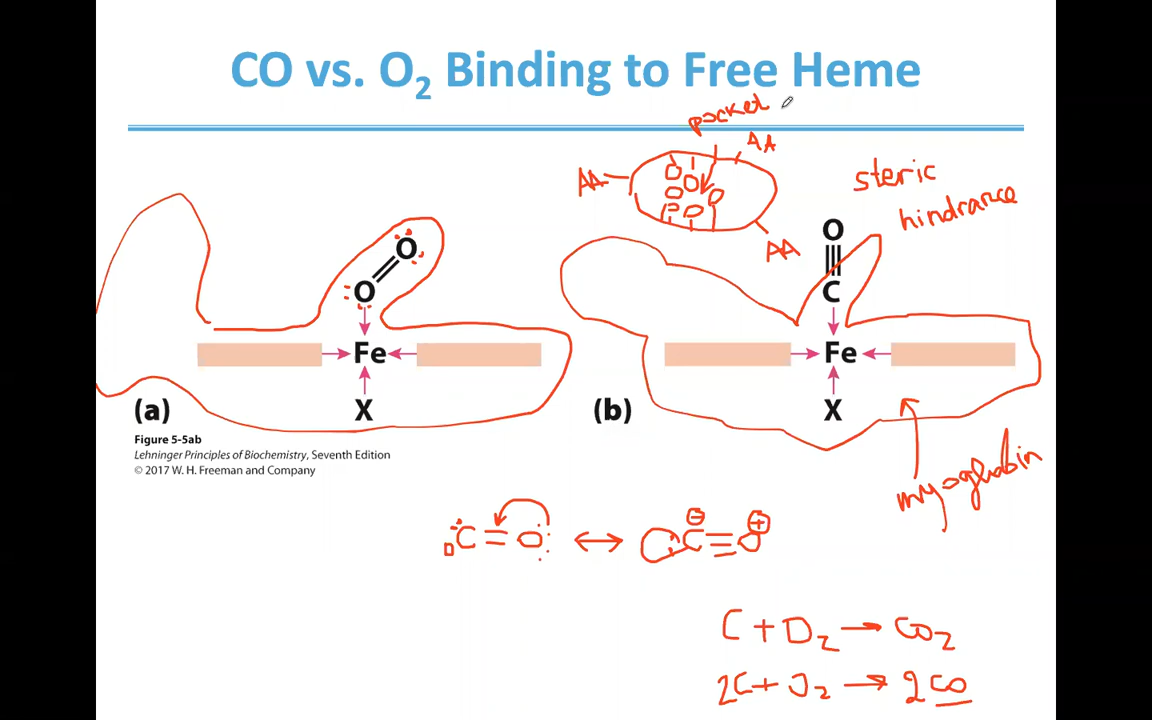 CO vs. O₂ Binding to Free Heme
pocket
AA
AA
AA
steric
hindrance
O
O
Fe
X
(a)
O
C
Fe
X
(b)
Figure 5-5ab
Lehninger Principles of Biochemistry, Seventh Edition
© 2017 W. H. Freeman and Company
myoglobin
:C=O: ↔ :C≡O
⊖ ⊕
C + O₂ → CO₂
2C + O₂ → 2CO